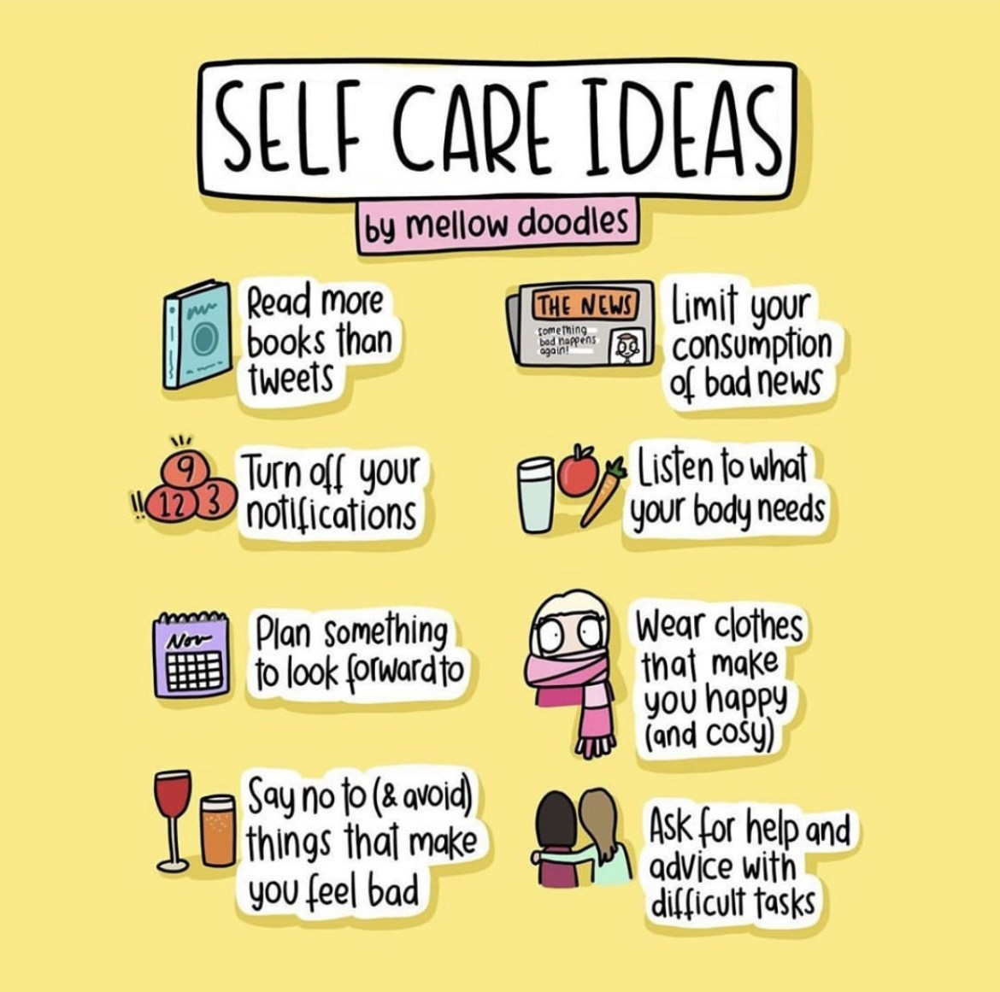 SELF CARE IDEAS
by mellow doodles
Read more
books than
tweets
THE NEWS
something
bad happens
again!
Limit your
consumption
of bad news
9
12 3
!!
Turn off your
notifications
Listen to what
your body needs
Nov
Plan something
to look forward to
Wear clothes
that make
you happy
(and cosy)
Say no to (& avoid)
things that make
you feel bad
Ask for help and
advice with
difficult tasks